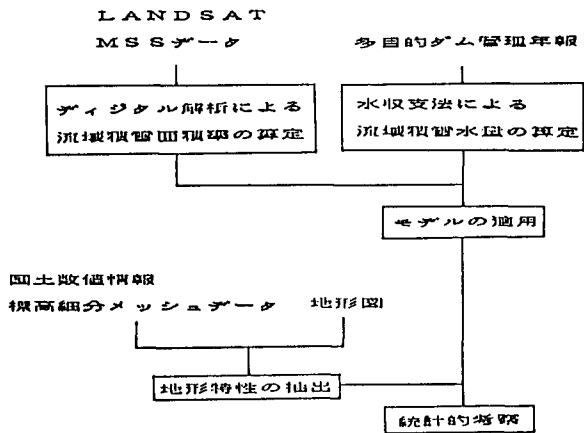 LANDSAT
MSSデータ
多目的ダム管理年報
ディジタル解析による
流域積雪面積率の算定
水収支法による
流域積雪水量の算定
モデルの適用
国土数値情報
標高細分メッシュデータ
地形図
地形特性の抽出
統計的考察